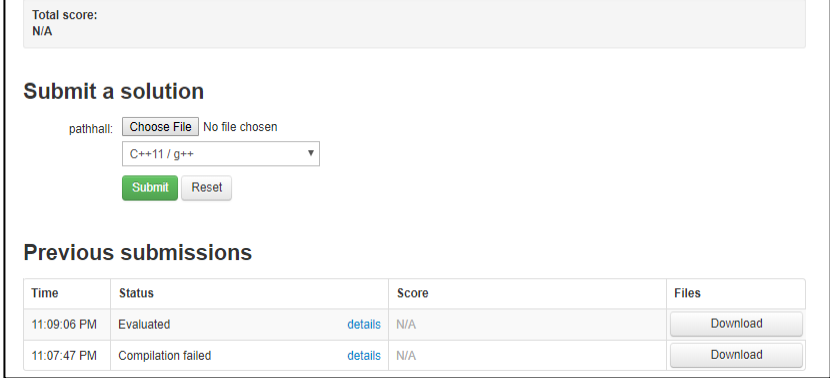 Total score:
N/A
Submit a solution
pathhall: Choose File No file chosen
C++11 / g++
Submit Reset
Previous submissions
Time Status Score Files
11:09:06 PM Evaluated details N/A Download
11:07:47 PM Compilation failed details N/A Download